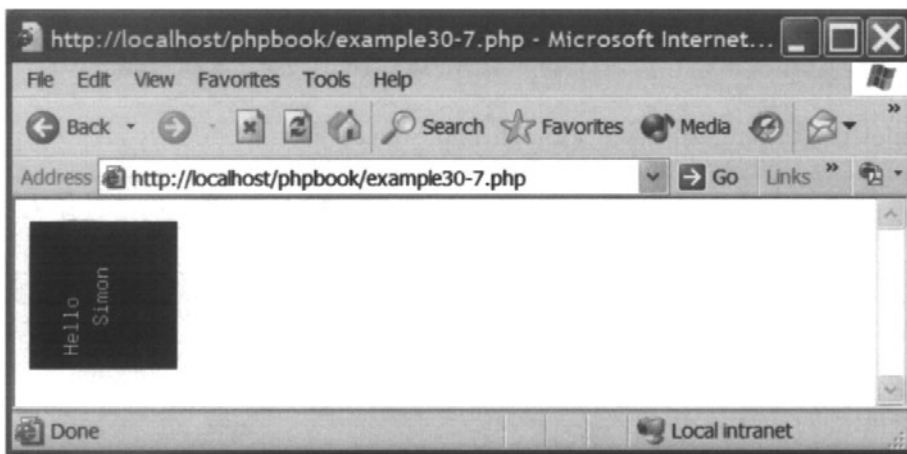 http://localhost/phpbook/example30-7.php - Microsoft Internet...
File Edit View Favorites Tools Help
Back Search Favorites Media »
Address http://localhost/phpbook/example30-7.php Go Links »
Hello
Simon
Done Local intranet